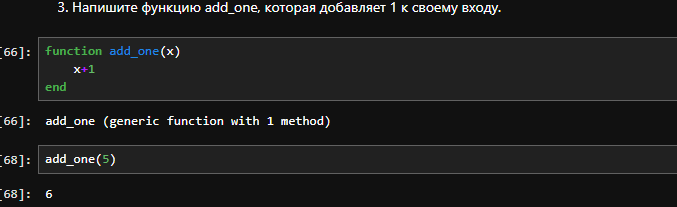 3. Напишите функцию add_one, которая добавляет 1 к своему входу.
[66]: function add_one(x)
x+1
end
[66]: add_one (generic function with 1 method)
[68]: add_one(5)
[68]: 6